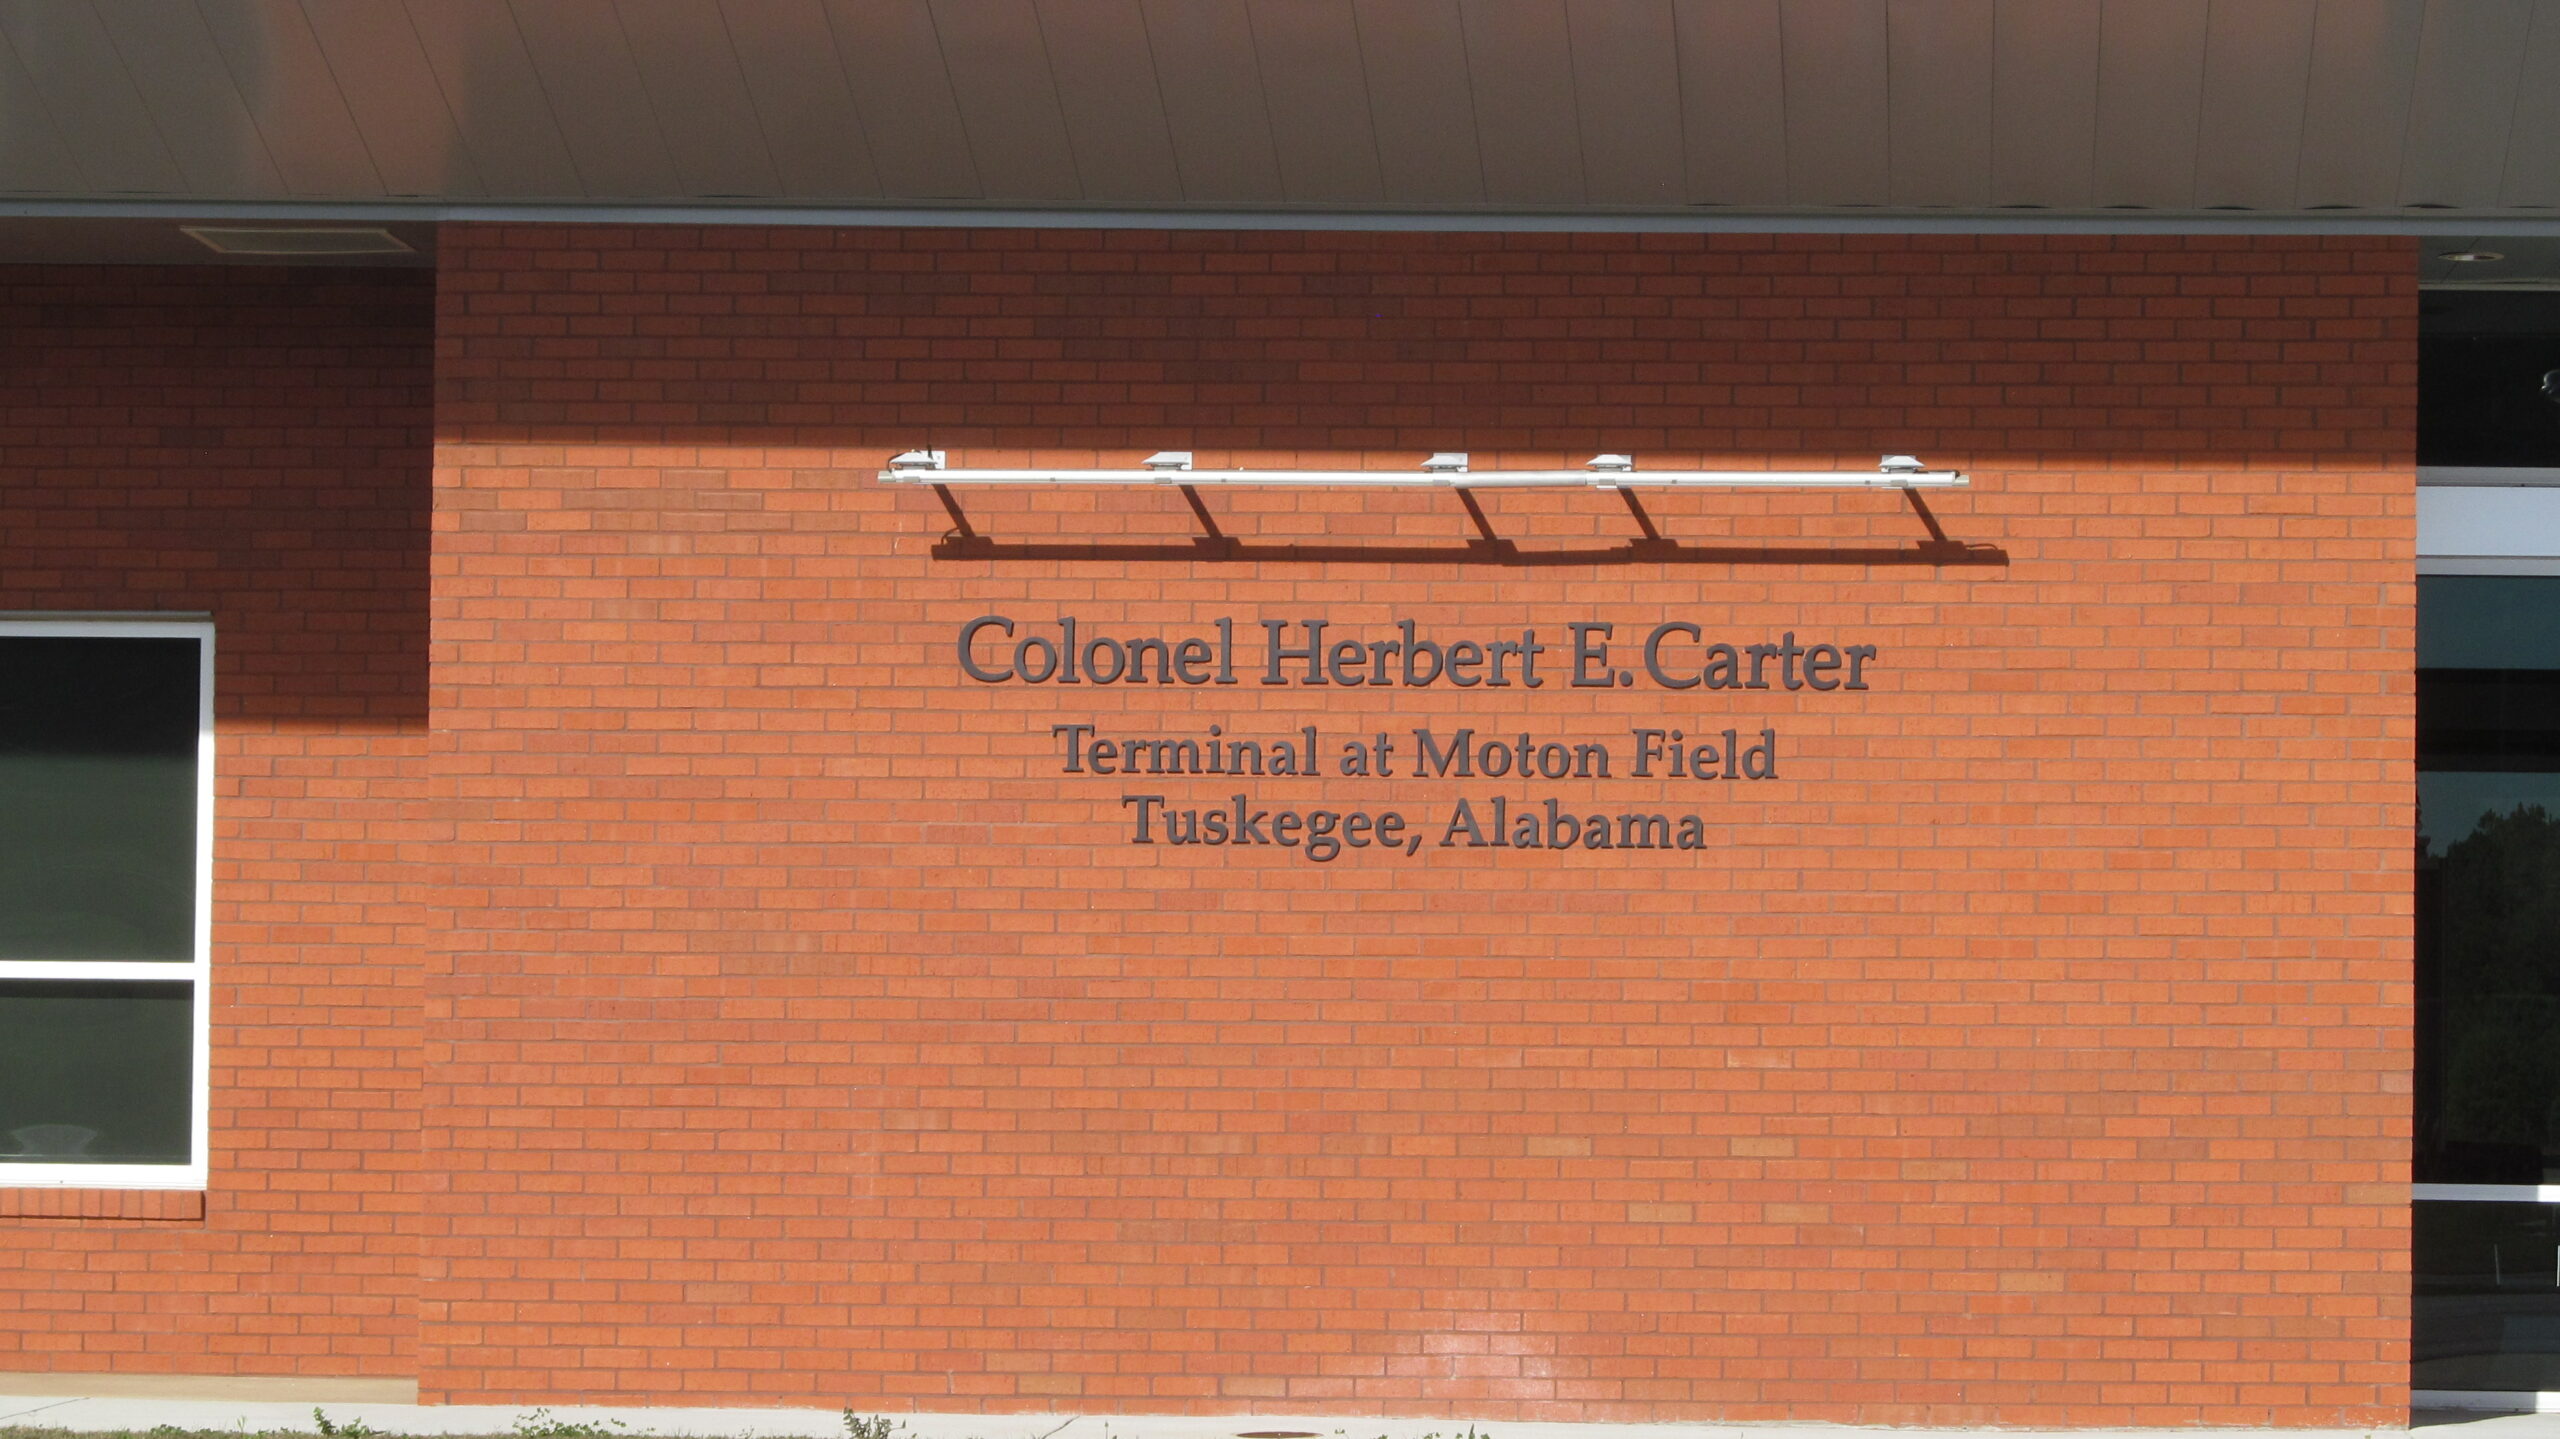 Colonel Herbert E. Carter
Terminal at Moton Field
Tuskegee, Alabama